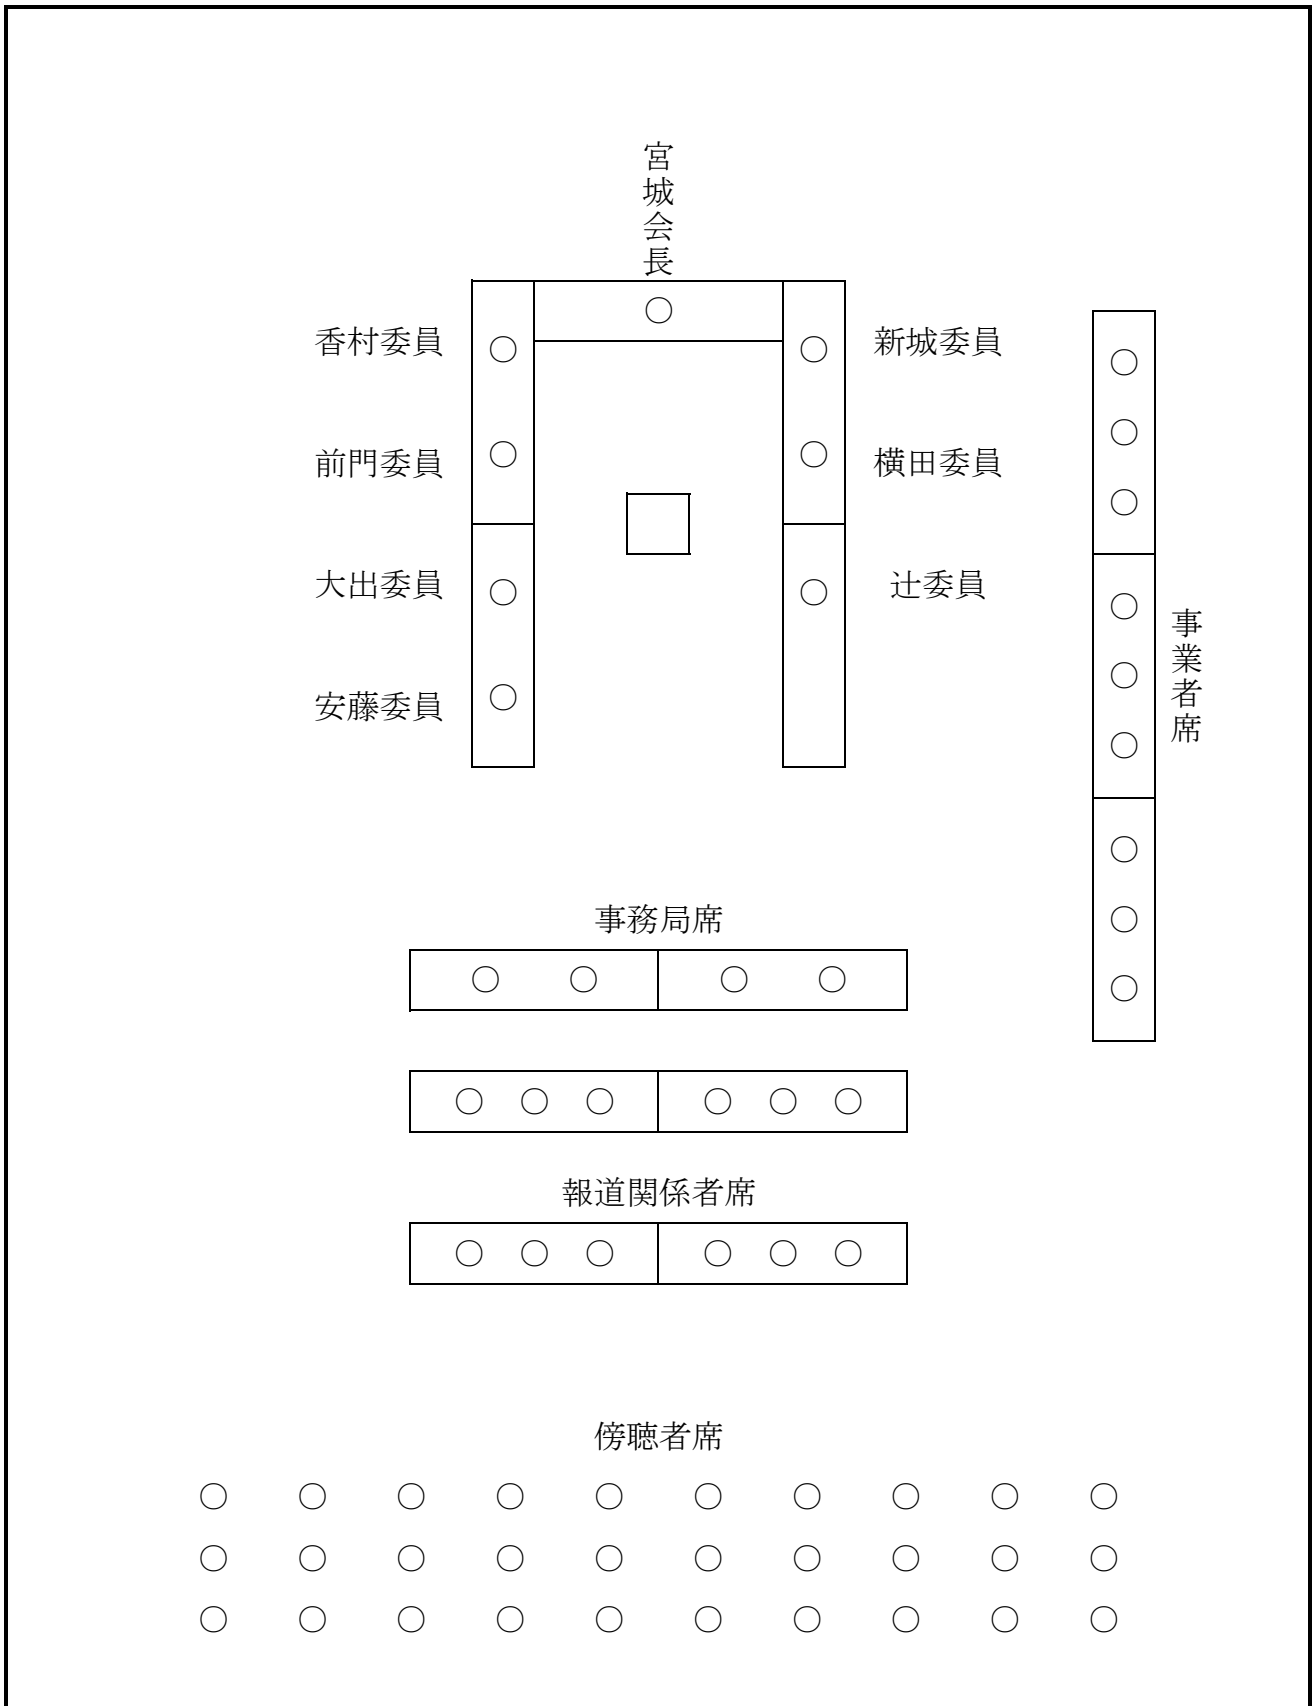 宮城会長
香村委員
新城委員
前門委員
横田委員
大出委員
辻委員
安藤委員
事業者席
事務局席
報道関係者席
傍聴者席